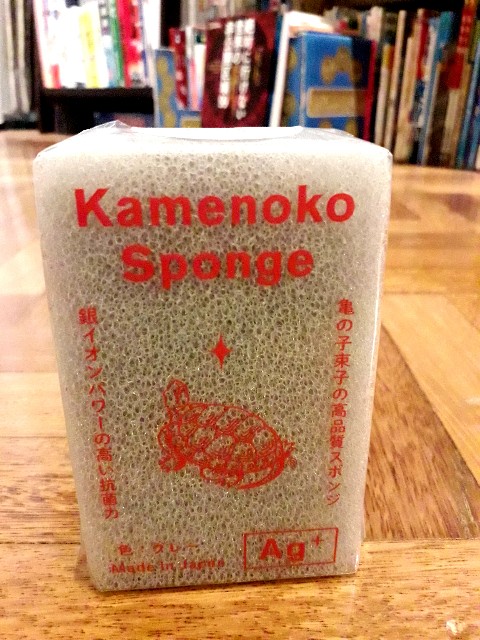 Kamenoko
Sponge
亀の子束子の高品質スポンジ
銀イオンパワーの高い抗菌力
色・グレー
Made in Japan
Ag+